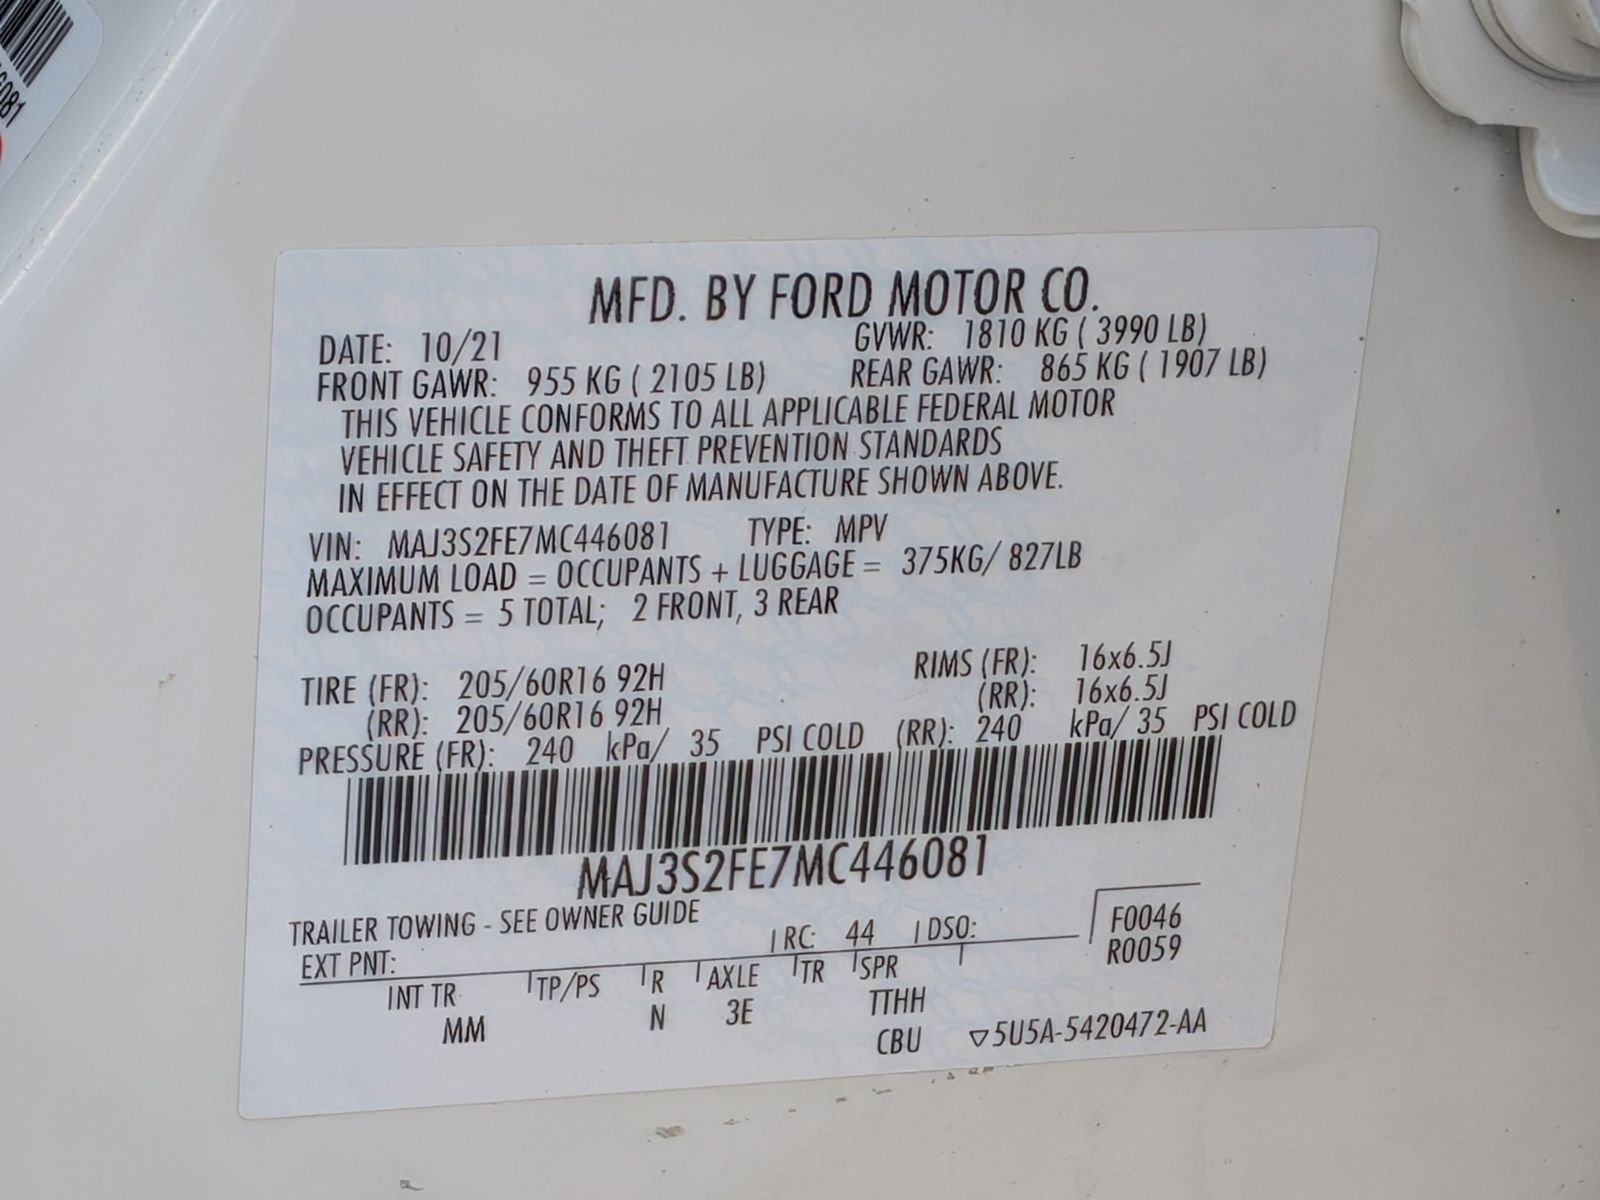 6081
MFD. BY FORD MOTOR CO.
DATE: 10/21 GVWR: 1810 KG ( 3990 LB)
FRONT GAWR: 955 KG ( 2105 LB) REAR GAWR: 865 KG ( 1907 LB)
THIS VEHICLE CONFORMS TO ALL APPLICABLE FEDERAL MOTOR
VEHICLE SAFETY AND THEFT PREVENTION STANDARDS
IN EFFECT ON THE DATE OF MANUFACTURE SHOWN ABOVE.
VIN: MAJ3S2FE7MC446081 TYPE: MPV
MAXIMUM LOAD = OCCUPANTS + LUGGAGE = 375KG/ 827LB
OCCUPANTS = 5 TOTAL; 2 FRONT, 3 REAR
TIRE (FR): 205/60R16 92H RIMS (FR): 16x6.5J
(RR): 205/60R16 92H (RR): 16x6.5J
PRESSURE (FR): 240 kPa/ 35 PSI COLD (RR): 240 kPa/ 35 PSI COLD
MAJ3S2FE7MC446081
TRAILER TOWING - SEE OWNER GUIDE
EXT PNT: RC: 44 DSO: F0046
R0059
INT TR TP/PS R AXLE TR SPR
MM N 3E TTHH
CBU ▽5U5A-5420472-AA